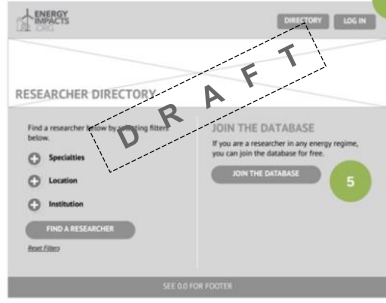 ENERGY
IMPACTS
.ORG
DIRECTORY
LOG IN
DRAFT
RESEARCHER DIRECTORY
Find a researcher below by selecting filters
below.
Specialties
Location
Institution
FIND A RESEARCHER
Reset Filters
JOIN THE DATABASE
If you are a researcher in any energy regime,
you can join the database for free.
JOIN THE DATABASE
5
SEE 0.0 FOR FOOTER